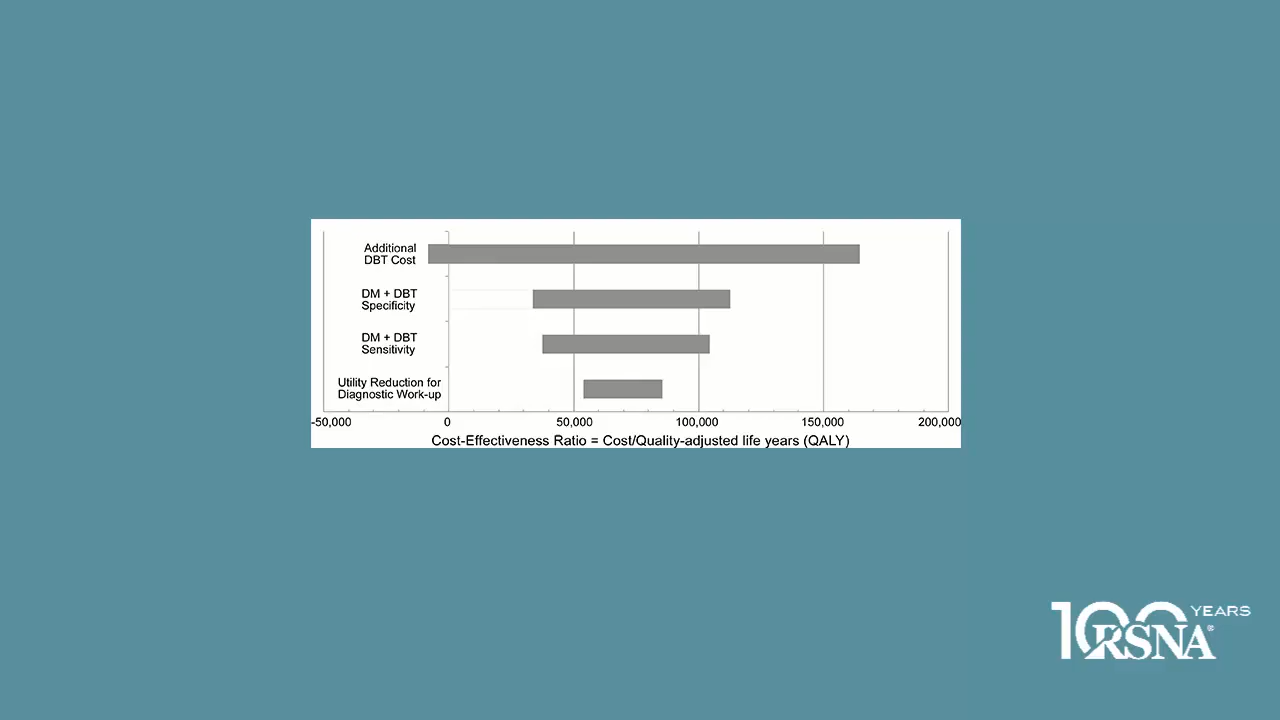 Additional
DBT Cost
DM + DBT
Specificity
DM + DBT
Sensitivity
Utility Reduction for
Diagnostic Work-up
-50,000 0 50,000 100,000 150,000 200,000
Cost-Effectiveness Ratio = Cost/Quality-adjusted life years (QALY)
100 YEARS
RSNA®